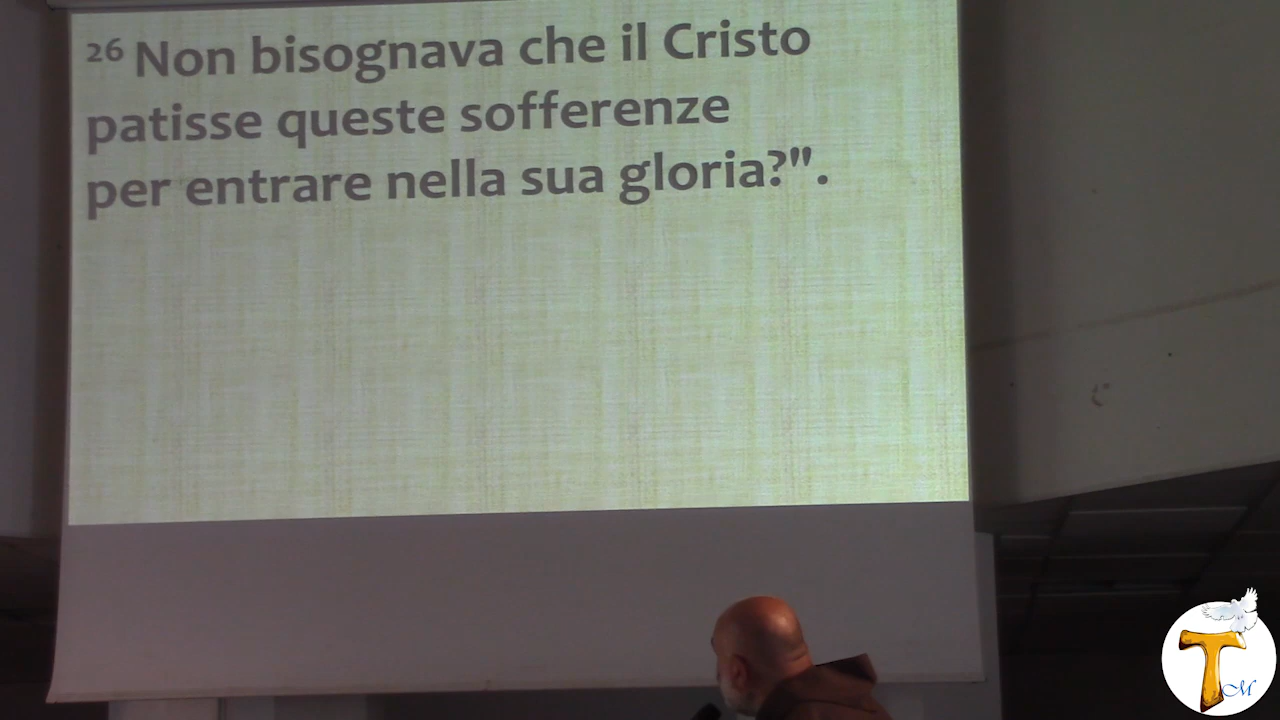 26 Non bisognava che il Cristo
patisse queste sofferenze
per entrare nella sua gloria?".
T M